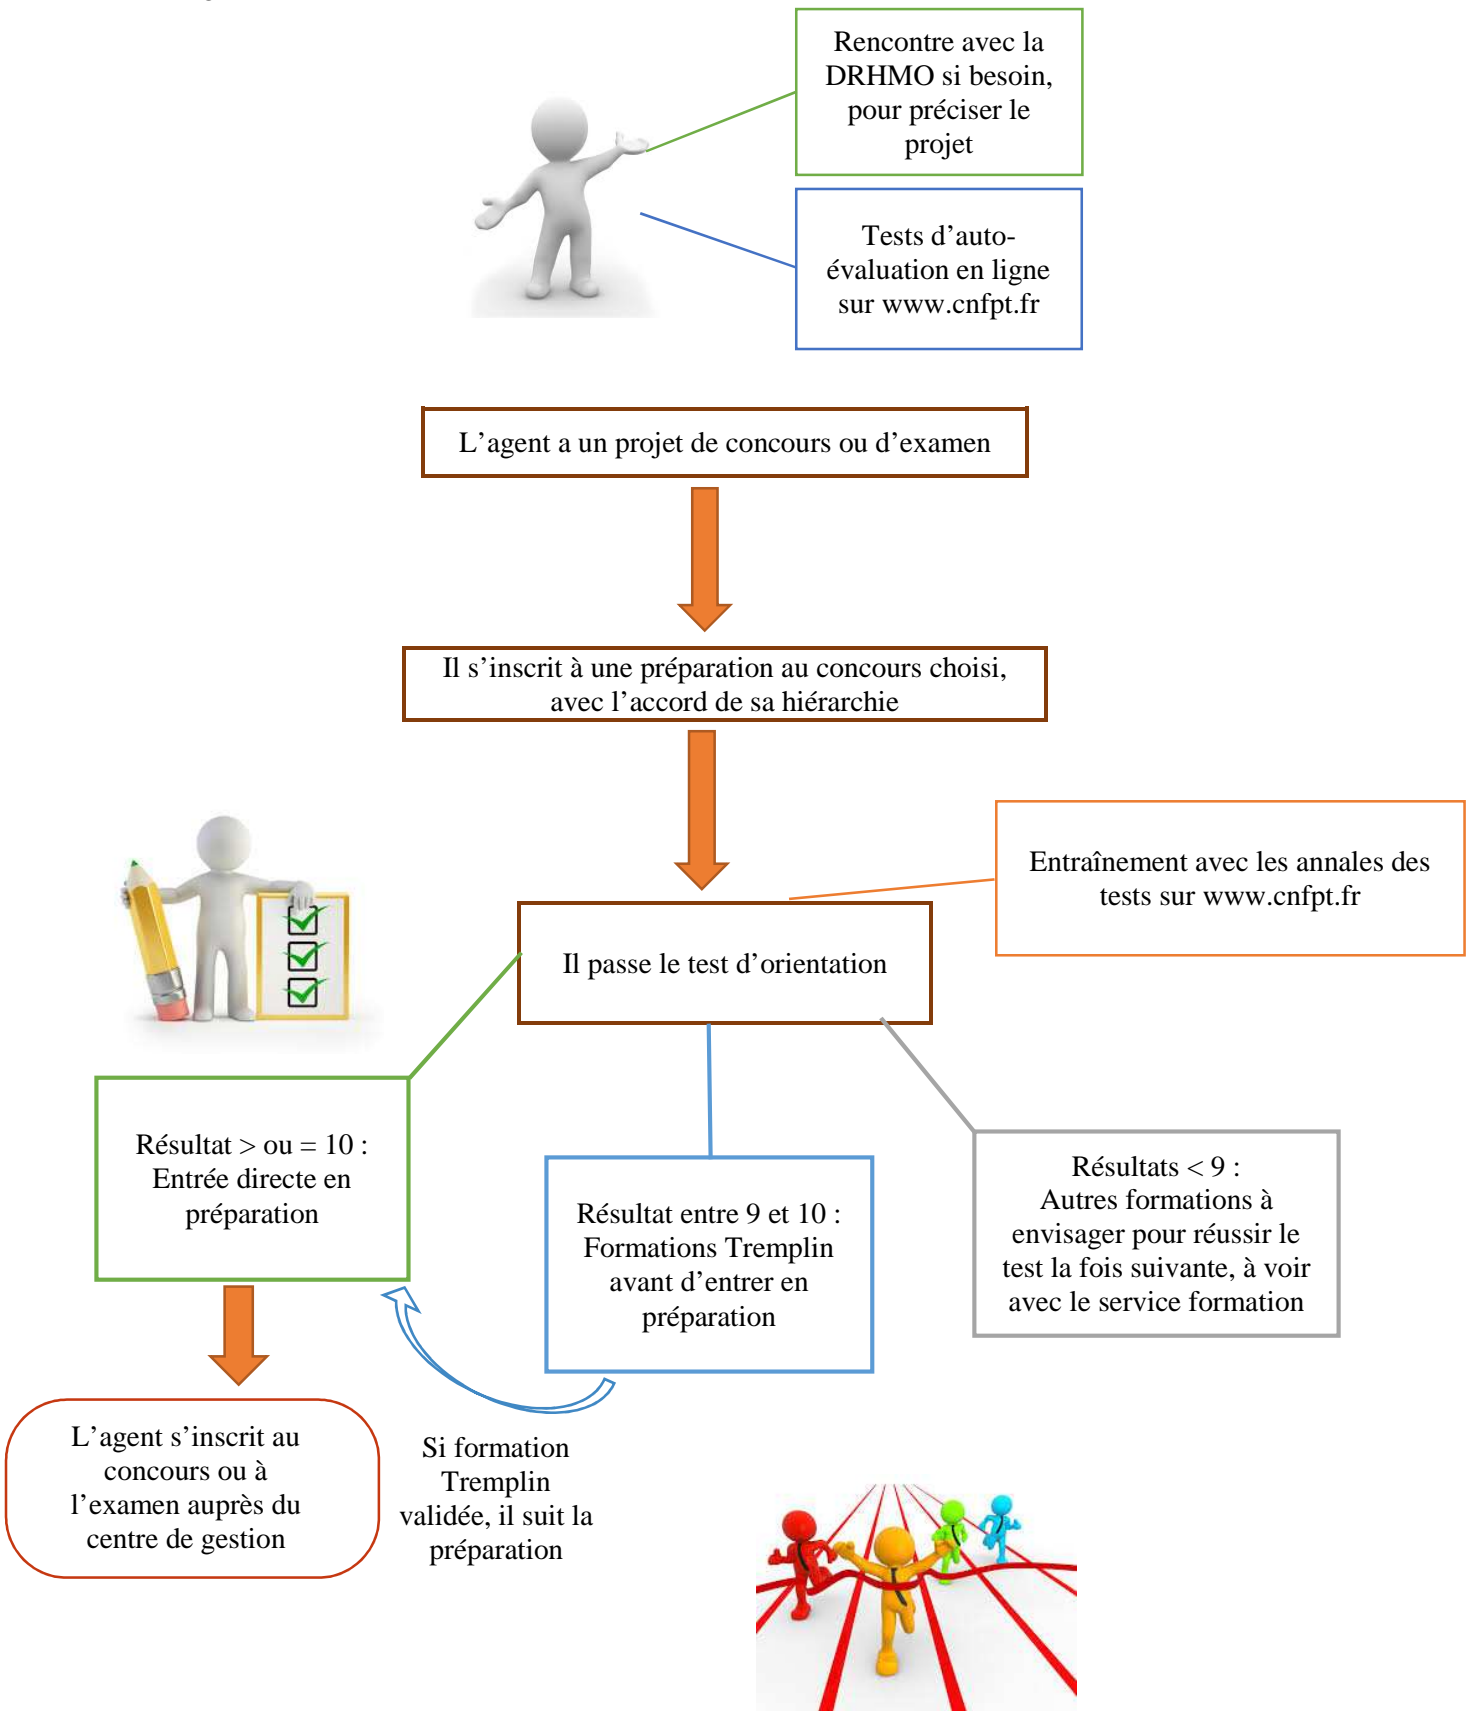 Rencontre avec la
DRHMO si besoin,
pour préciser le
projet
Tests d’auto-
évaluation en ligne
sur www.cnfpt.fr
L’agent a un projet de concours ou d’examen
Il s’inscrit à une préparation au concours choisi,
avec l’accord de sa hiérarchie
Entraînement avec les annales des
tests sur www.cnfpt.fr
Il passe le test d’orientation
Résultat > ou = 10 :
Entrée directe en
préparation
Résultat entre 9 et 10 :
Formations Tremplin
avant d’entrer en
préparation
Résultats < 9 :
Autres formations à
envisager pour réussir le
test la fois suivante, à voir
avec le service formation
L’agent s’inscrit au
concours ou à
l’examen auprès du
centre de gestion
Si formation
Tremplin
validée, il suit la
préparation